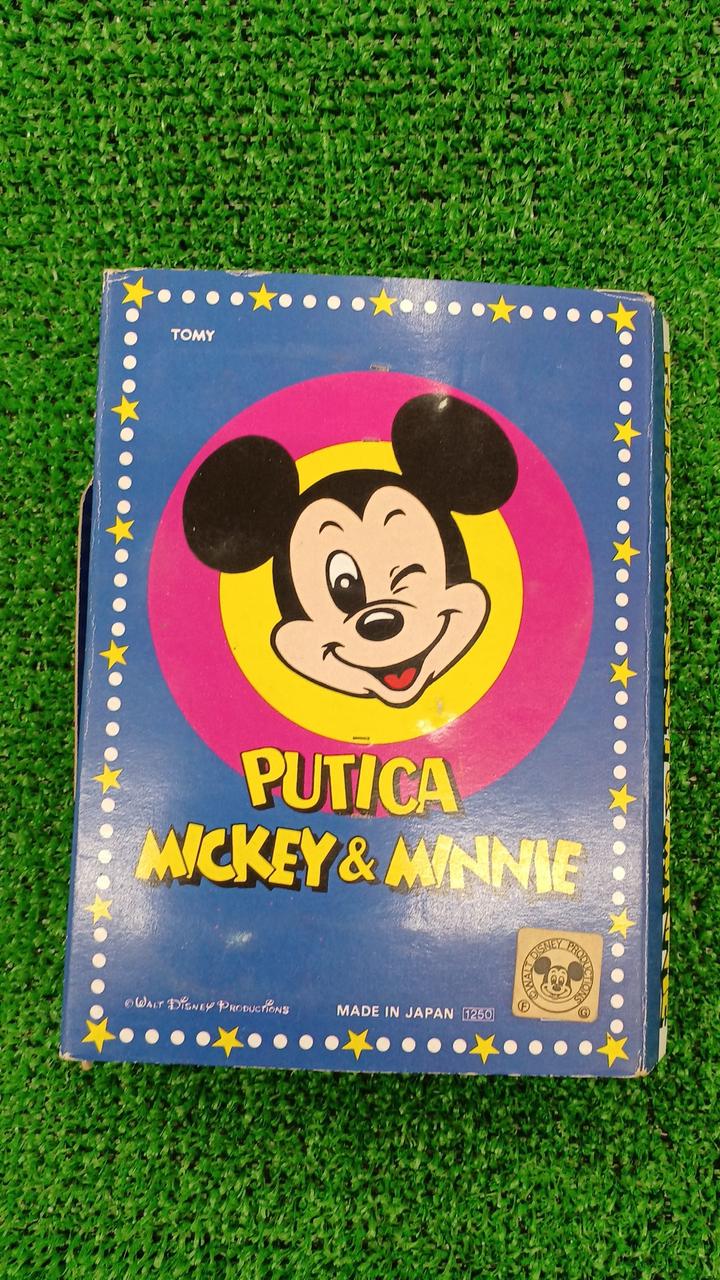 TOMY
PUTICA
MICKEY & MINNIE
© WALT DISNEY PRODUCTIONS
MADE IN JAPAN 1250
© WALT DISNEY PRODUCTIONS
F G